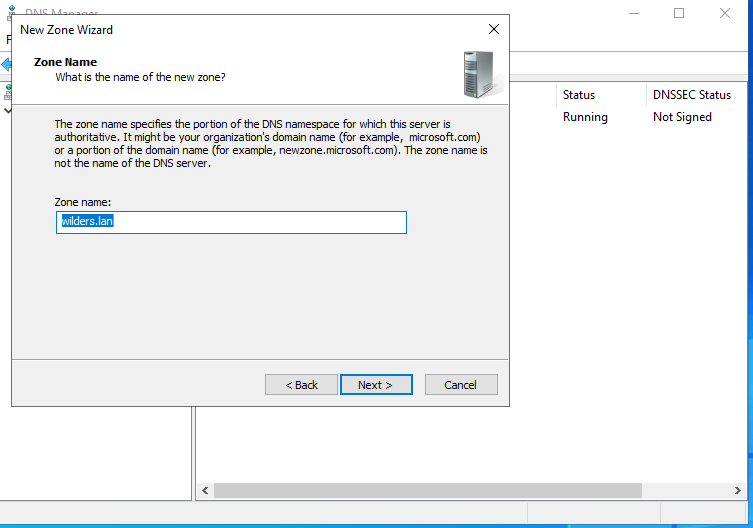 DNS Manager
New Zone Wizard
Zone Name
What is the name of the new zone?
Status
DNSSEC Status
Running
Not Signed
The zone name specifies the portion of the DNS namespace for which this server is
authoritative. It might be your organization's domain name (for example, microsoft.com)
or a portion of the domain name (for example, newzone.microsoft.com). The zone name is
not the name of the DNS server.
Zone name:
wilders.lan
< Back
Next >
Cancel